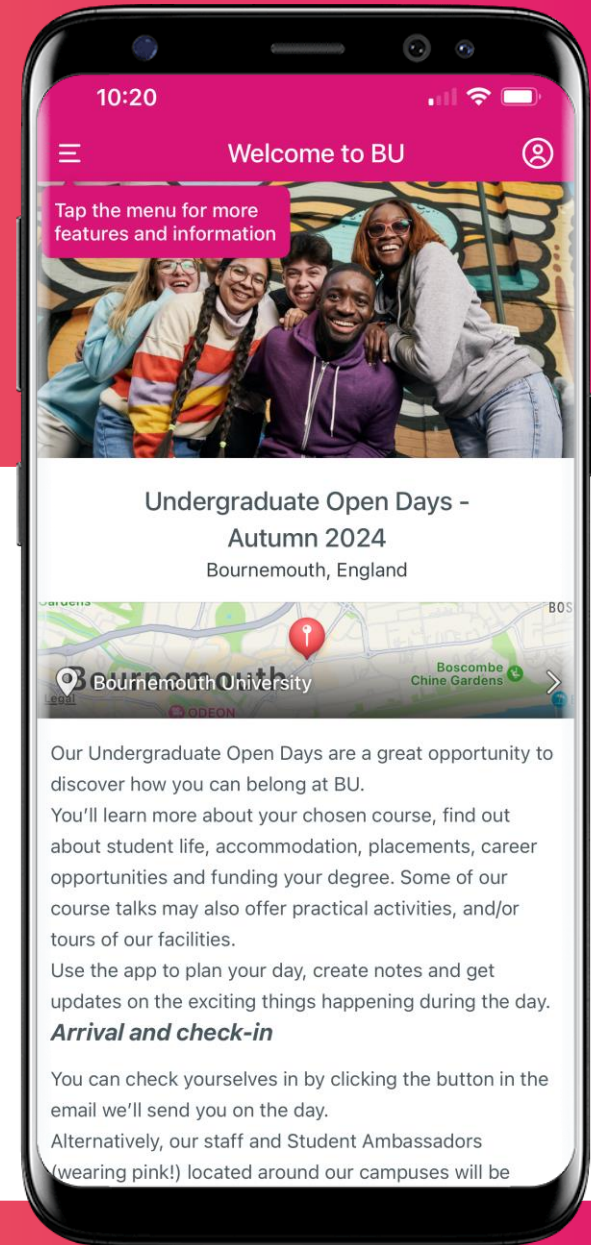 10:20
Welcome to BU
Tap the menu for more
features and information
Undergraduate Open Days -
Autumn 2024
Bournemouth, England
Gardens
BOS
Bournemouth
Bournemouth University
Boscombe
Chine Gardens
Legal
ODEON
Our Undergraduate Open Days are a great opportunity to
discover how you can belong at BU.
You’ll learn more about your chosen course, find out
about student life, accommodation, placements, career
opportunities and funding your degree. Some of our
course talks may also offer practical activities, and/or
tours of our facilities.
Use the app to plan your day, create notes and get
updates on the exciting things happening during the day.
Arrival and check-in
You can check yourselves in by clicking the button in the
email we’ll send you on the day.
Alternatively, our staff and Student Ambassadors
(wearing pink!) located around our campuses will be